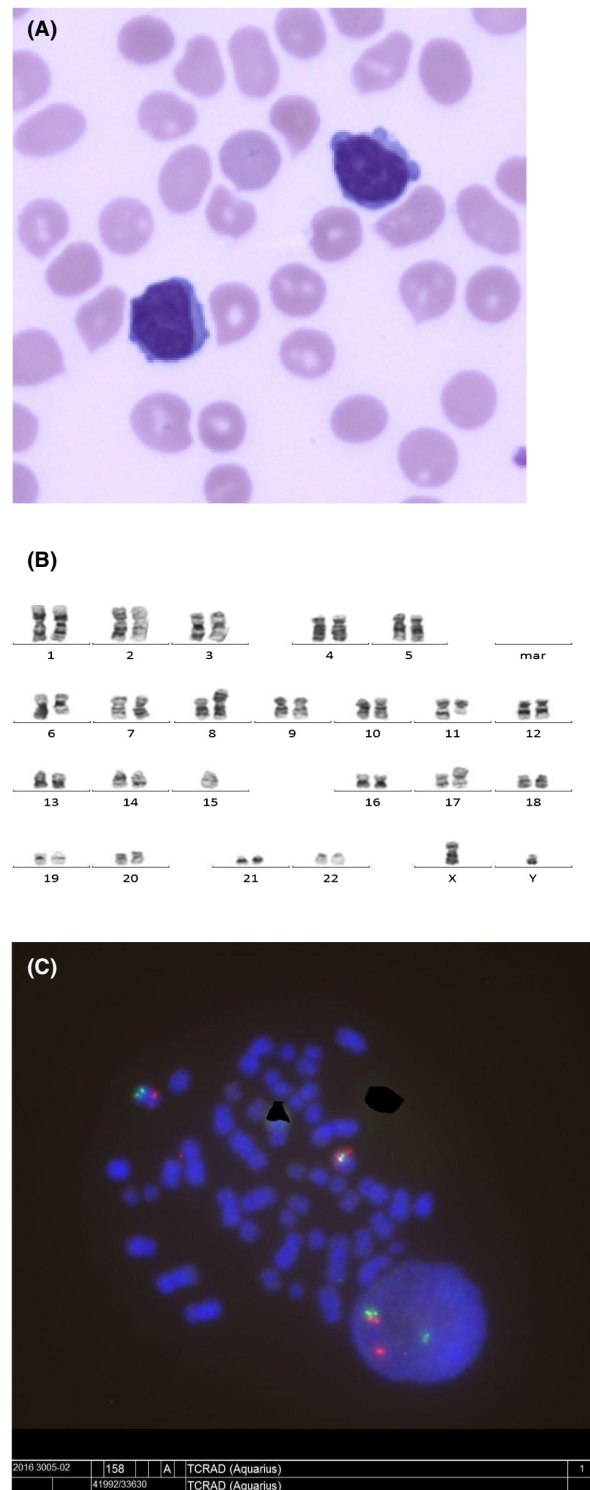 (A)
(B)
1 2 3 4 5 mar
6 7 8 9 10 11 12
13 14 15 16 17 18
19 20 21 22 X Y
(C)
2016 3005-02 158 A TCRAD (Aquarius) 1
41992/33630 TCRAD (Aquarius)